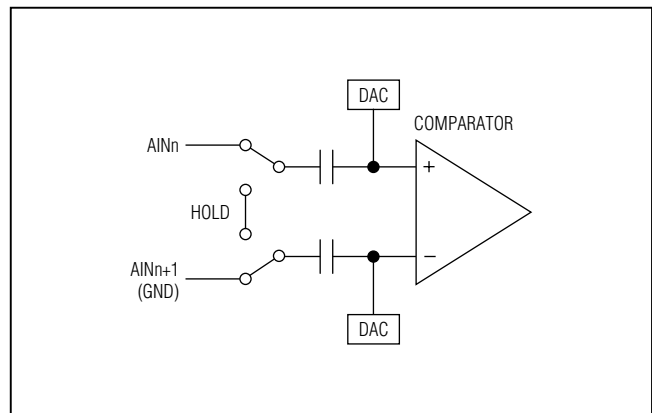 DAC
COMPARATOR
AINn
+
HOLD
AINn+1
(GND)
−
DAC